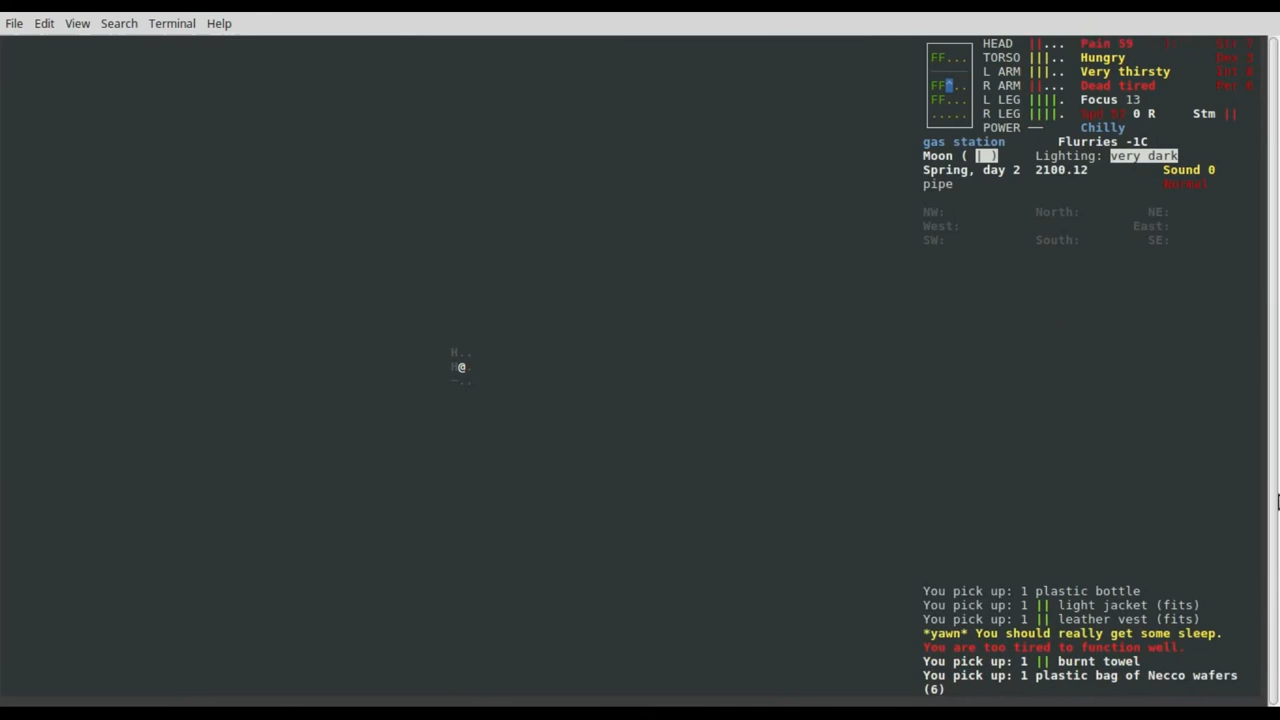 File Edit View Search Terminal Help
HEAD ||... Pain 59
FF... TORSO |||.. Hungry
L ARM |||.. Very thirsty
FF^.. R ARM ||... Dead tired
FF... L LEG ||||. Focus 13
..... R LEG ||||. 0 R Stm ||
POWER — Chilly
gas station Flurries -1C
Moon ( | ) Lighting: very dark
Spring, day 2 2100.12 Sound 0
pipe Normal
NW: North: NE:
West: East:
SW: South: SE:
H..
H@.
—..
You pick up: 1 plastic bottle
You pick up: 1 || light jacket (fits)
You pick up: 1 || leather vest (fits)
*yawn* You should really get some sleep.
You are too tired to function well.
You pick up: 1 || burnt towel
You pick up: 1 plastic bag of Necco wafers
(6)